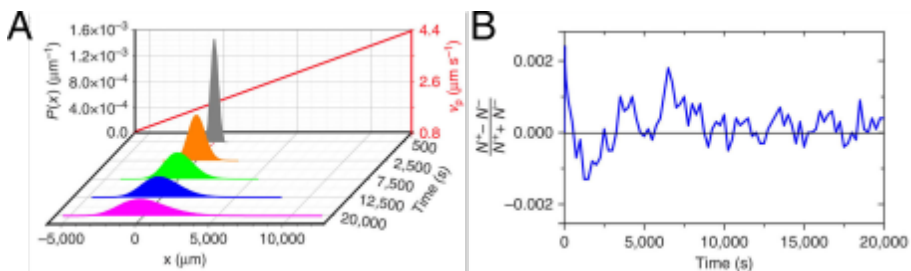 A
P(x) (μm⁻¹)
1.6×10⁻³
1.2×10⁻³
8.0×10⁻⁴
4.0×10⁻⁴
0.0
4.4
2.6
0.8
vₚ (μm s⁻¹)
500
2,500
7,500
12,500
20,000
Time (s)
−5,000 0 5,000 10,000
x (μm)
B
N⁺− N⁻
N⁺+ N⁻
0.002
0.000
−0.002
0 5,000 10,000 15,000 20,000
Time (s)